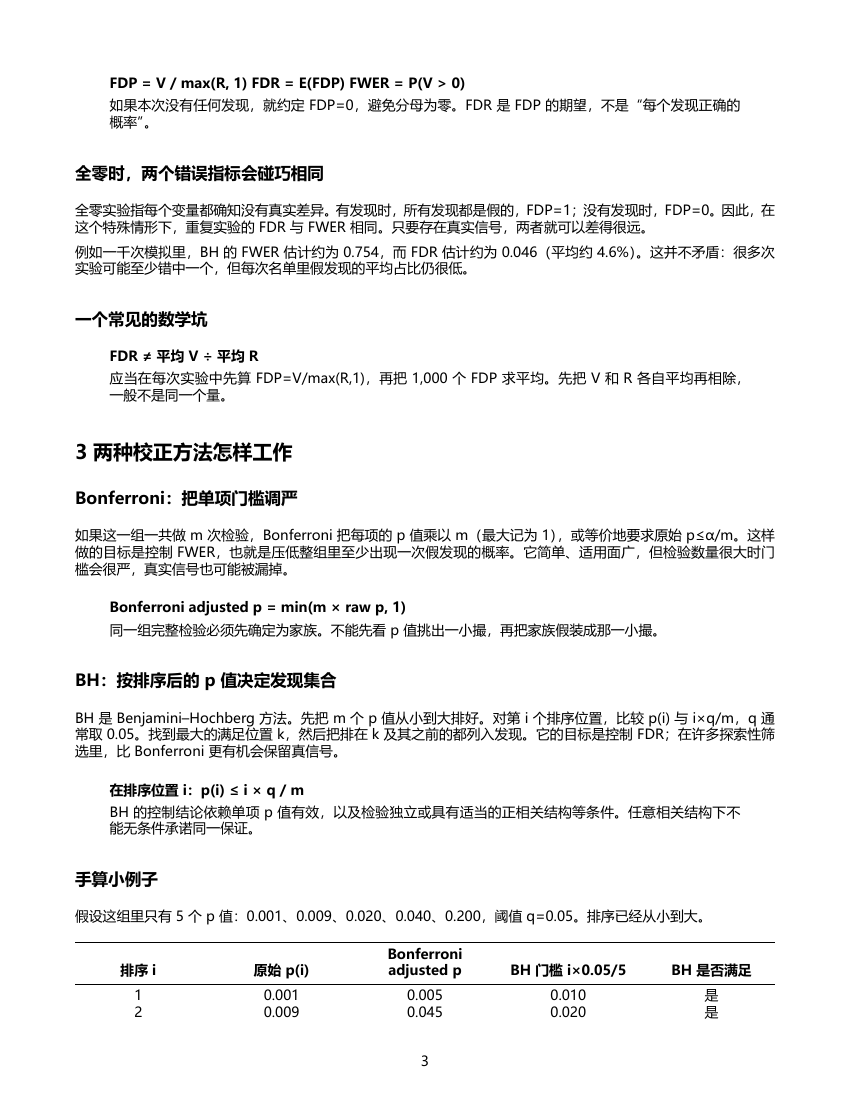 FDP = V / max(R, 1) FDR = E(FDP) FWER = P(V > 0)
如果本次没有任何发现，就约定 FDP=0，避免分母为零。FDR 是 FDP 的期望，不是“每个发现正确的
概率”。
全零时，两个错误指标会碰巧相同
全零实验指每个变量都确知没有真实差异。有发现时，所有发现都是假的，FDP=1；没有发现时，FDP=0。因此，在
这个特殊情形下，重复实验的 FDR 与 FWER 相同。只要存在真实信号，两者就可以差得很远。
例如一千次模拟里，BH 的 FWER 估计约为 0.754，而 FDR 估计约为 0.046（平均约 4.6%）。这并不矛盾：很多次
实验可能至少错中一个，但每次名单里假发现的平均占比仍很低。
一个常见的数学坑
FDR ≠ 平均 V ÷ 平均 R
应当在每次实验中先算 FDP=V/max(R,1)，再把 1,000 个 FDP 求平均。先把 V 和 R 各自平均再相除，
一般不是同一个量。
3 两种校正方法怎样工作
Bonferroni：把单项门槛调严
如果这一组一共做 m 次检验，Bonferroni 把每项的 p 值乘以 m（最大记为 1），或等价地要求原始 p≤α/m。这样
做的目标是控制 FWER，也就是压低整组里至少出现一次假发现的概率。它简单、适用面广，但检验数量很大时门
槛会很严，真实信号也可能被漏掉。
Bonferroni adjusted p = min(m × raw p, 1)
同一组完整检验必须先确定为家族。不能先看 p 值挑出一小撮，再把家族假装成那一小撮。
BH：按排序后的 p 值决定发现集合
BH 是 Benjamini–Hochberg 方法。先把 m 个 p 值从小到大排好。对第 i 个排序位置，比较 p(i) 与 i×q/m，q 通
常取 0.05。找到最大的满足位置 k，然后把排在 k 及其之前的都列入发现。它的目标是控制 FDR；在许多探索性筛
选里，比 Bonferroni 更有机会保留真信号。
在排序位置 i：p(i) ≤ i × q / m
BH 的控制结论依赖单项 p 值有效，以及检验独立或具有适当的正相关结构等条件。任意相关结构下不
能无条件承诺同一保证。
手算小例子
假设这组里只有 5 个 p 值：0.001、0.009、0.020、0.040、0.200，阈值 q=0.05。排序已经从小到大。
排序 i 原始 p(i) Bonferroni adjusted p BH 门槛 i×0.05/5 BH 是否满足
1 0.001 0.005 0.010 是
2 0.009 0.045 0.020 是
3